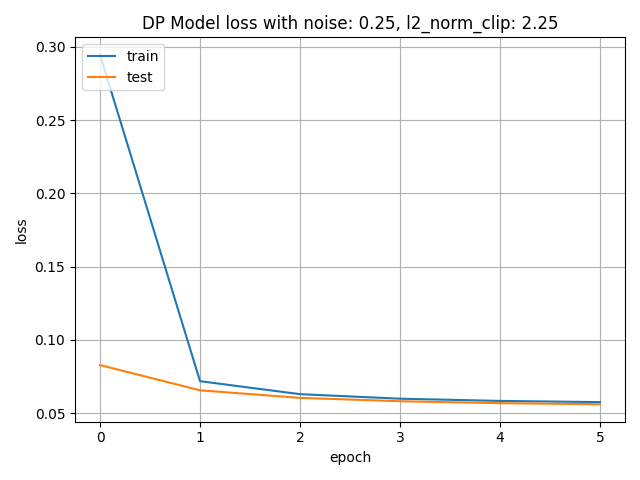 DP Model loss with noise: 0.25, l2_norm_clip: 2.25
train
test
0.30
0.25
0.20
0.15
0.10
0.05
loss
0 1 2 3 4 5
epoch